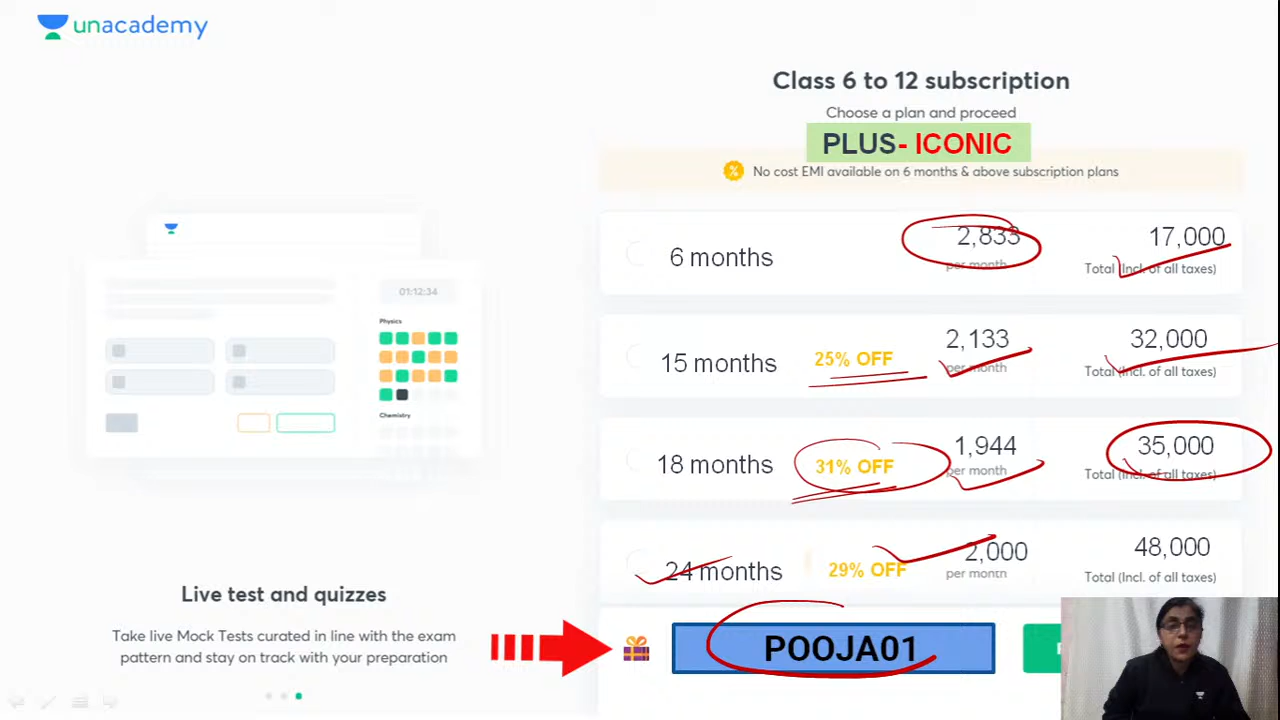 unacademy
Class 6 to 12 subscription
Choose a plan and proceed
PLUS- ICONIC
No cost EMI available on 6 months & above subscription plans
6 months
2,833
per month
17,000
Total (Incl. of all taxes)
15 months
25% OFF
2,133
per month
32,000
Total (Incl. of all taxes)
18 months
31% OFF
1,944
per month
35,000
Total (Incl. of all taxes)
24 months
29% OFF
2,000
per month
48,000
Total (Incl. of all taxes)
POOJA01
01:12:34
Physics
Chemistry
Live test and quizzes
Take live Mock Tests curated in line with the exam
pattern and stay on track with your preparation